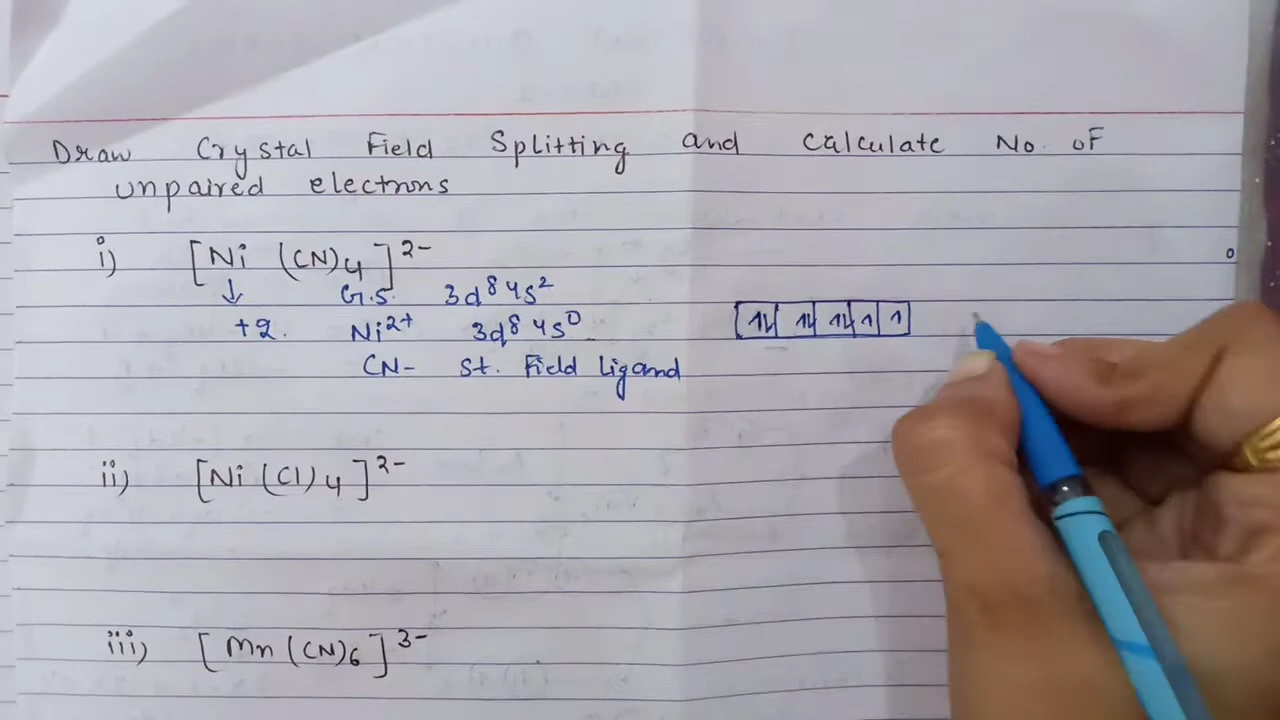 Draw Crystal Field Splitting and calculate No. of
unpaired electrons
i) [Ni (CN)4]2-
↓ G.S. 3d8 4s2
+2. Ni2+ 3d8 4s0
CN- St. Field Ligand
1↓ 1↓ 1↓ 1 1
ii) [Ni (Cl)4]2-
iii) [Mn (CN)6]3-